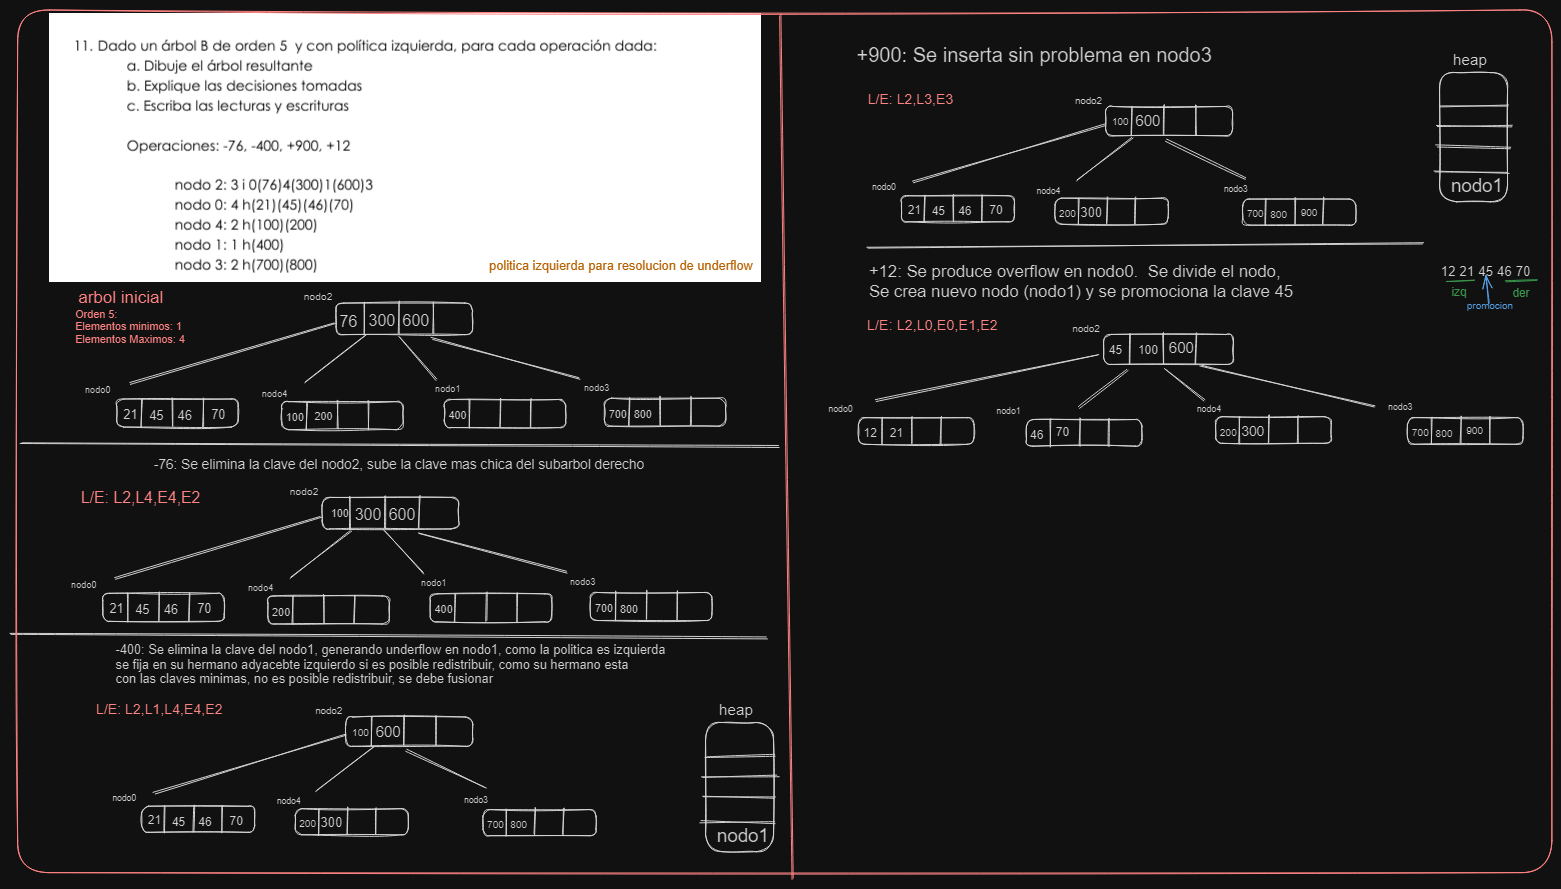 11. Dado un árbol B de orden 5 y con política izquierda, para cada operación dada:
a. Dibuje el árbol resultante
b. Explique las decisiones tomadas
c. Escriba las lecturas y escrituras
Operaciones: -76, -400, +900, +12
nodo 2: 3 i 0(76)4(300)1(600)3
nodo 0: 4 h(21)(45)(46)(70)
nodo 4: 2 h(100)(200)
nodo 1: 1 h(400)
nodo 3: 2 h(700)(800)
politica izquierda para resolucion de underflow
arbol inicial
Orden 5:
Elementos minimos: 1
Elementos Maximos: 4
nodo2
76 300 600
nodo0 nodo4 nodo1 nodo3
21 45 46 70 100 200 400 700 800
-76: Se elimina la clave del nodo2, sube la clave mas chica del subarbol derecho
L/E: L2,L4,E4,E2
nodo2
100 300 600
nodo0 nodo4 nodo1 nodo3
21 45 46 70 200 400 700 800
-400: Se elimina la clave del nodo1, generando underflow en nodo1, como la politica es izquierda
se fija en su hermano adyacebte izquierdo si es posible redistribuir, como su hermano esta
con las claves minimas, no es posible redistribuir, se debe fusionar
L/E: L2,L1,L4,E4,E2
nodo2
100 600
nodo0 nodo4 nodo3
21 45 46 70 200 300 700 800
heap
nodo1
+900: Se inserta sin problema en nodo3
L/E: L2,L3,E3
nodo2
100 600
nodo0 nodo4 nodo3
21 45 46 70 200 300 700 800 900
heap
nodo1
+12: Se produce overflow en nodo0. Se divide el nodo,
Se crea nuevo nodo (nodo1) y se promociona la clave 45
12 21 45 46 70
izq der
promocion
L/E: L2,L0,E0,E1,E2
nodo2
45 100 600
nodo0 nodo1 nodo4 nodo3
12 21 46 70 200 300 700 800 900